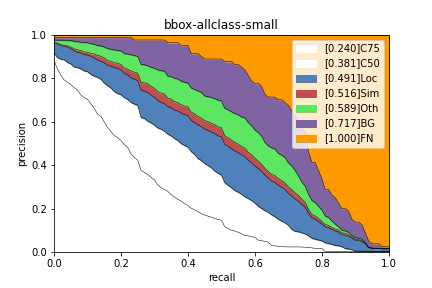 bbox-allclass-small
1.0
0.8
0.6
0.4
0.2
0.0
precision
[0.240]C75
[0.381]C50
[0.491]Loc
[0.516]Sim
[0.589]Oth
[0.717]BG
[1.000]FN
0.0 0.2 0.4 0.6 0.8 1.0
recall